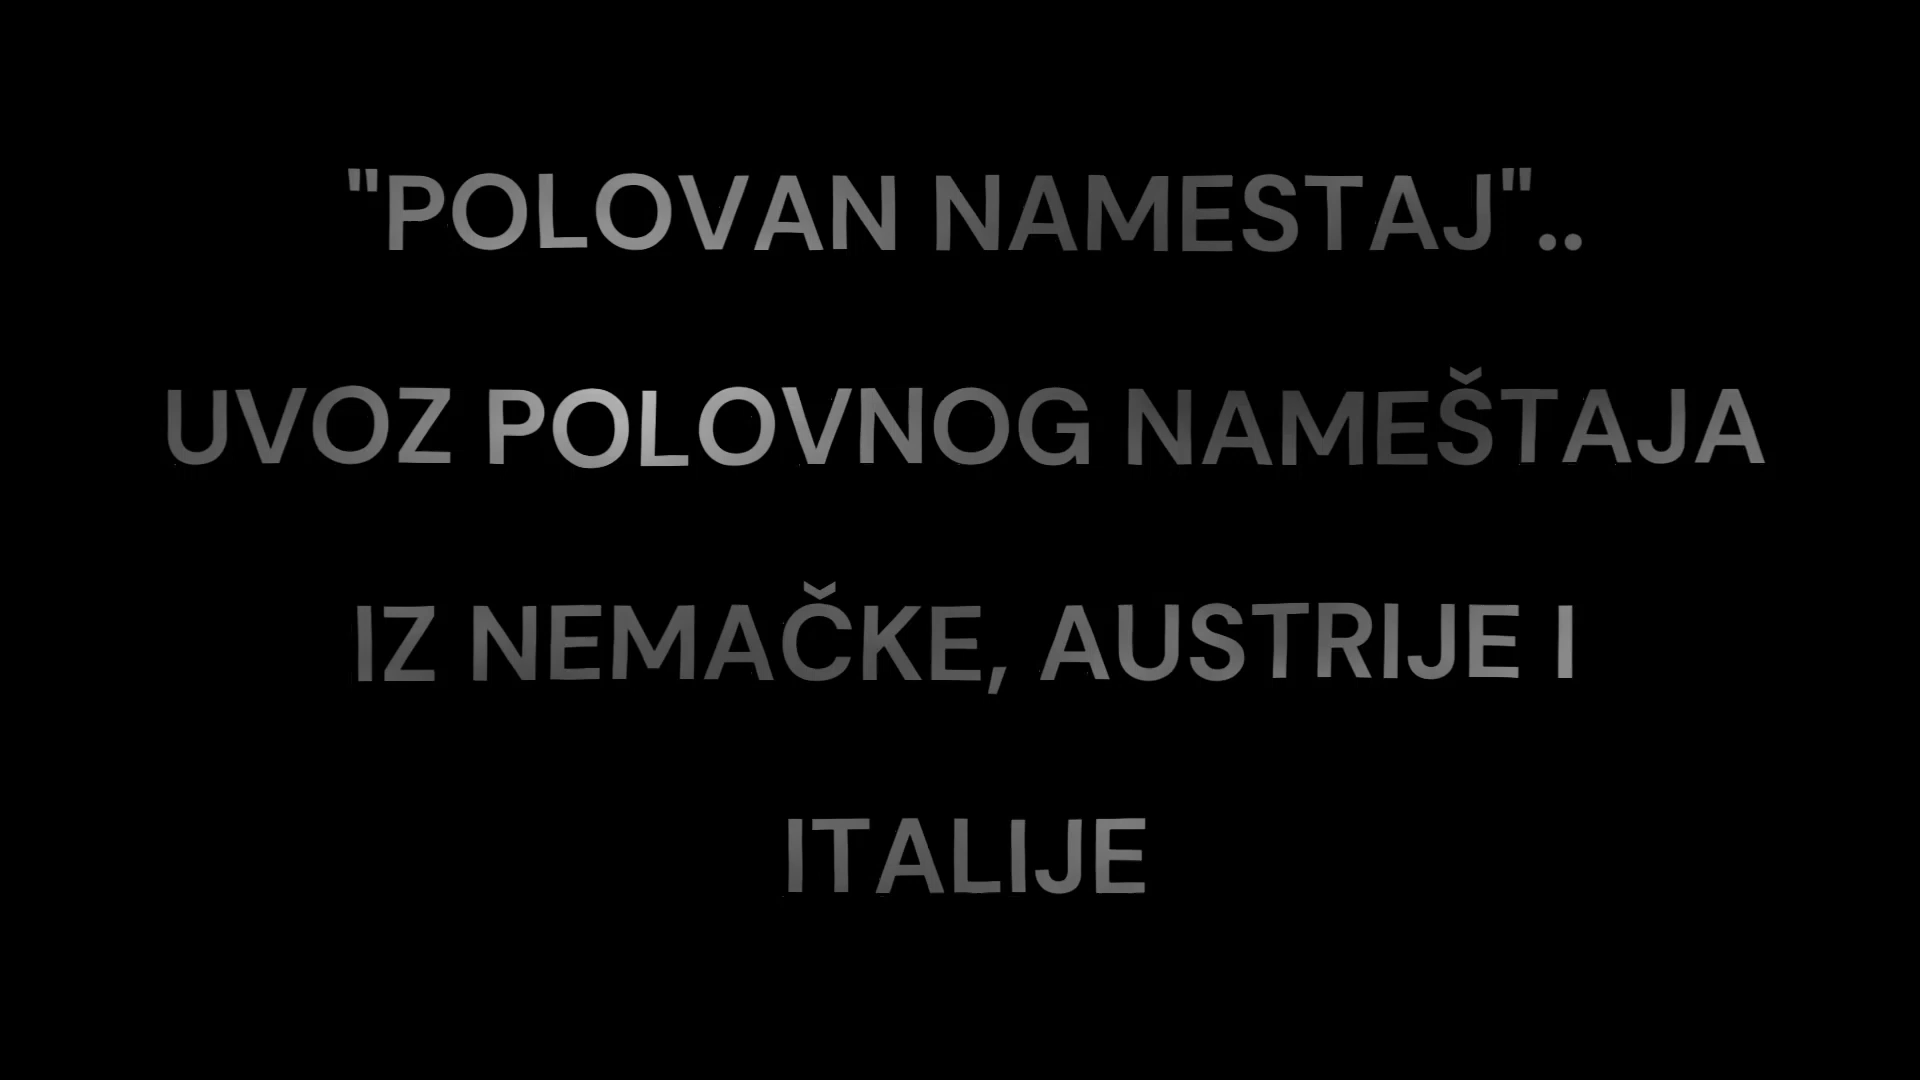 "POLOVAN NAMESTAJ"..
UVOZ POLOVNOG NAMEŠTAJA
IZ NEMAČKE, AUSTRIJE I
ITALIJE